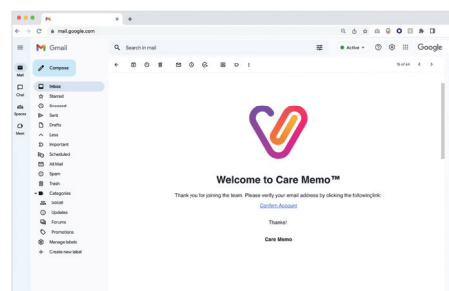 mail.google.com
Gmail
Search in mail
Active
Google
Compose
15 of 64
Mail
Chat
Spaces
Meet
Inbox
Starred
Snoozed
Sent
Drafts
Less
Important
Scheduled
All Mail
Spam
Trash
Categories
Social
Updates
Forums
Promotions
Manage labels
Create new label
Welcome to Care Memo™
Thank you for joining the team. Please verify your email address by clicking the followinglink:
Confirm Account
Thanks!
Care Memo